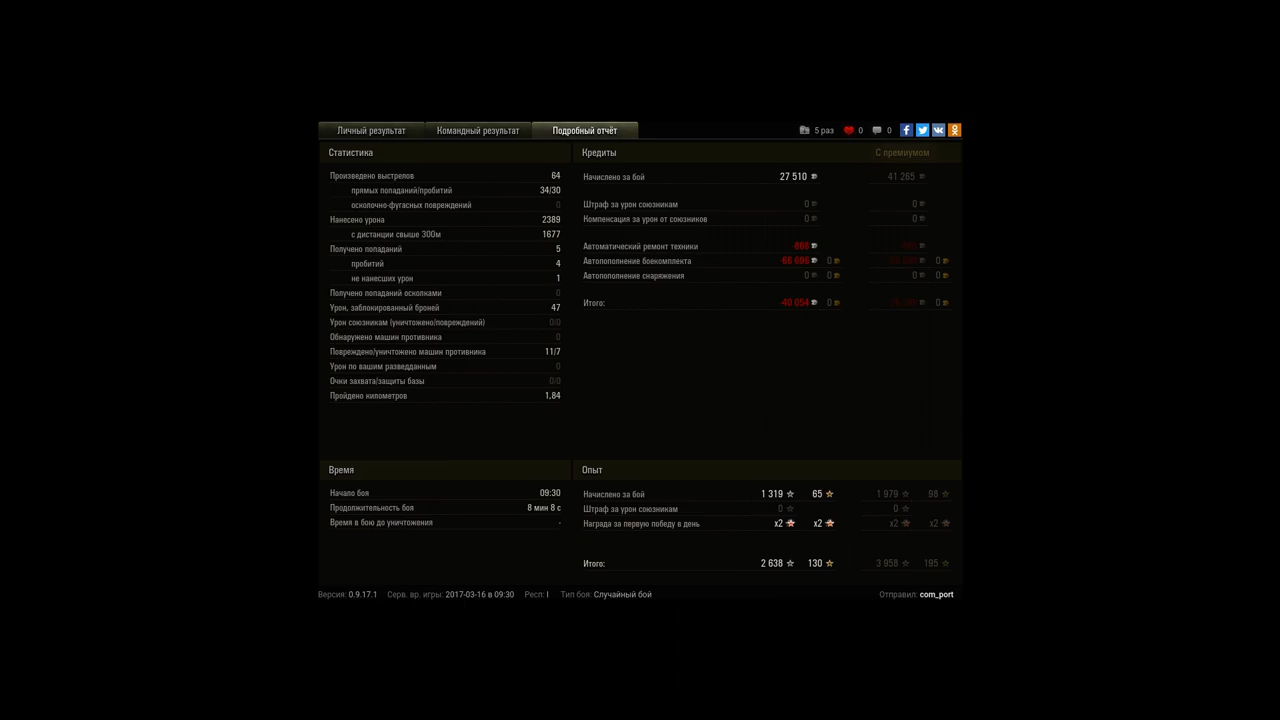 Личный результат Командный результат Подробный отчёт 5 раз 0 0
Статистика
Произведено выстрелов 64
прямых попаданий/пробитий 34/30
осколочно-фугасных повреждений 0
Нанесено урона 2389
с дистанции свыше 300м 1677
Получено попаданий 5
пробитий 4
не нанесших урон 1
Получено попаданий осколками 0
Урон, заблокированный броней 47
Урон союзникам (уничтожено/повреждений) 0/0
Обнаружено машин противника 0
Повреждено/уничтожено машин противника 11/7
Урон по вашим разведданным 0
Очки захвата/защиты базы 0/0
Пройдено километров 1,84
Кредиты С премиумом
Начислено за бой 27 510 41 265
Штраф за урон союзникам 0 0
Компенсация за урон от союзников 0 0
Автоматический ремонт техники
Автопополнение боекомплекта 0 0
Автопополнение снаряжения 0 0 0 0
Итого: -40 054 0 0
Время
Начало боя 09:30
Продолжительность боя 8 мин 8 с
Время в бою до уничтожения -
Опыт
Начислено за бой 1 319 65 1 979 98
Штраф за урон союзникам 0 0
Награда за первую победу в день x2 x2 x2 x2
Итого: 2 638 130 3 958 195
Версия: 0.9.17.1 Серв. вр. игры: 2017-03-16 в 09:30 Респ: I Тип боя: Случайный бой Отправил: com_port